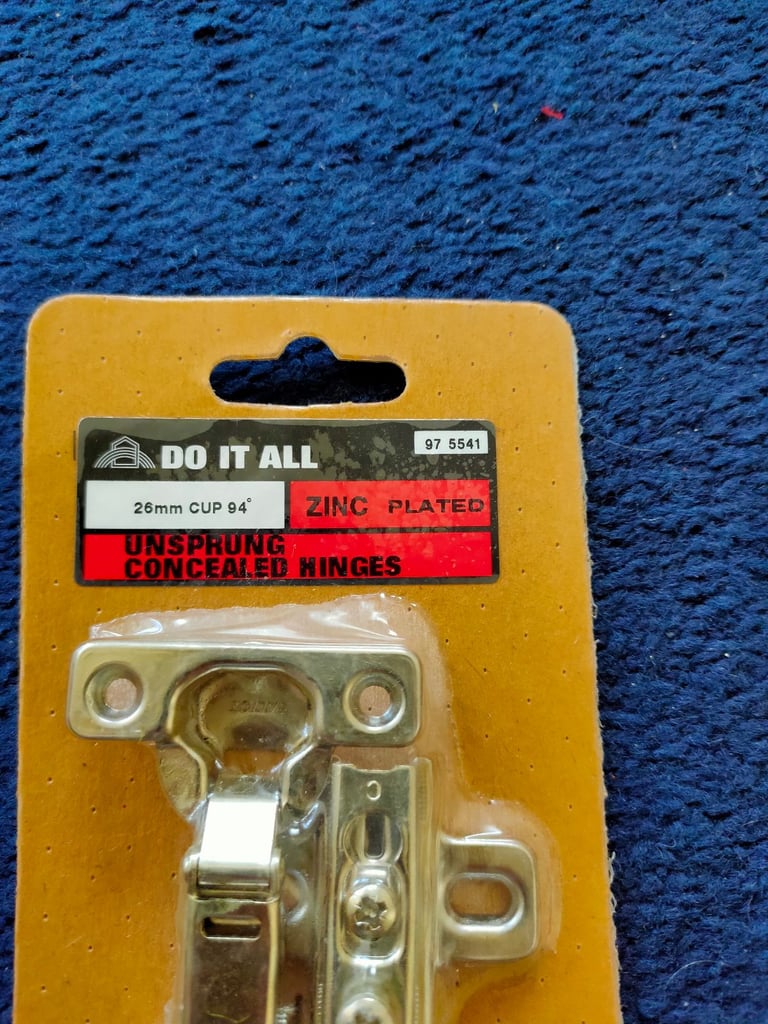 DO IT ALL
97 5541
26mm CUP 94°
ZINC PLATED
UNSPRUNG
CONCEALED HINGES
C